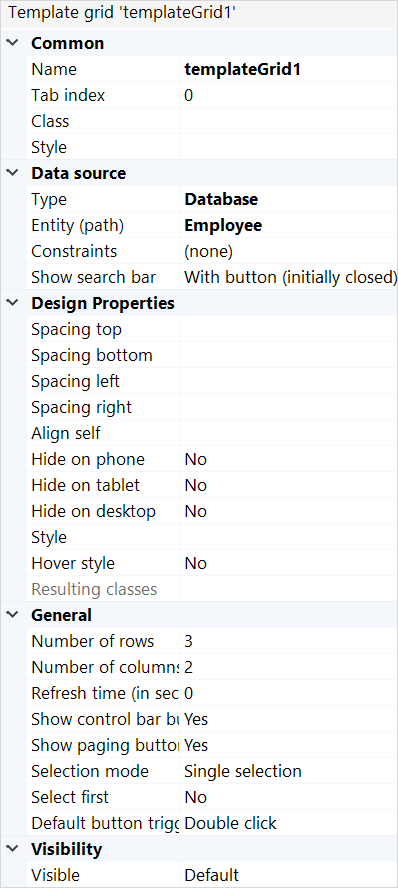 Template grid 'templateGrid1'
Common
Name templateGrid1
Tab index 0
Class
Style
Data source
Type Database
Entity (path) Employee
Constraints (none)
Show search bar With button (initially closed)
Design Properties
Spacing top
Spacing bottom
Spacing left
Spacing right
Align self
Hide on phone No
Hide on tablet No
Hide on desktop No
Style
Hover style No
Resulting classes
General
Number of rows 3
Number of columns 2
Refresh time (in sec 0
Show control bar bu Yes
Show paging button Yes
Selection mode Single selection
Select first No
Default button trigg Double click
Visibility
Visible Default